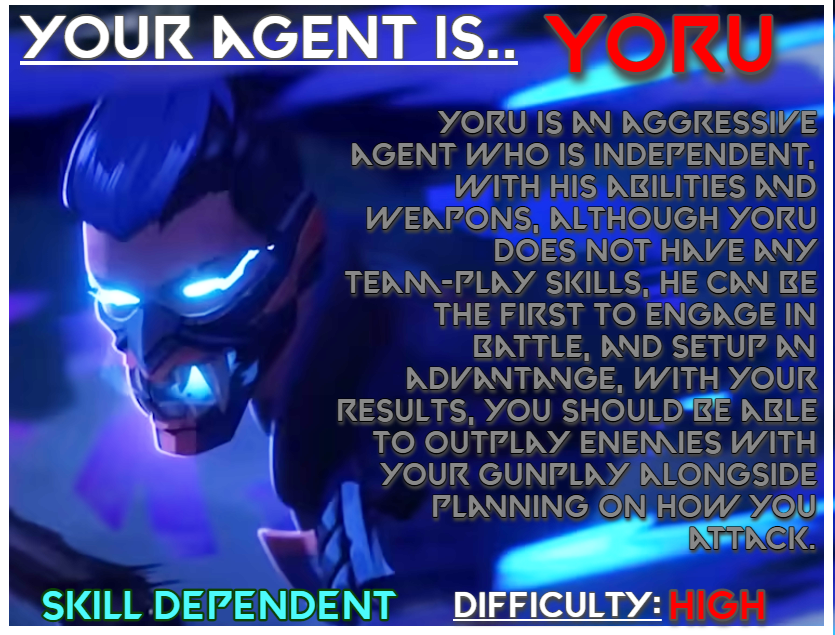 YOUR AGENT IS.. YORU
YORU IS AN AGGRESSIVE
AGENT WHO IS INDEPENDENT,
WITH HIS ABILITIES AND
WEAPONS, ALTHOUGH YORU
DOES NOT HAVE ANY
TEAM-PLAY SKILLS, HE CAN BE
THE FIRST TO ENGAGE IN
BATTLE, AND SETUP AN
ADVANTANGE, WITH YOUR
RESULTS, YOU SHOULD BE ABLE
TO OUTPLAY ENEMIES WITH
YOUR GUNPLAY ALONGSIDE
PLANNING ON HOW YOU
ATTACK.
SKILL DEPENDENT DIFFICULTY: HIGH